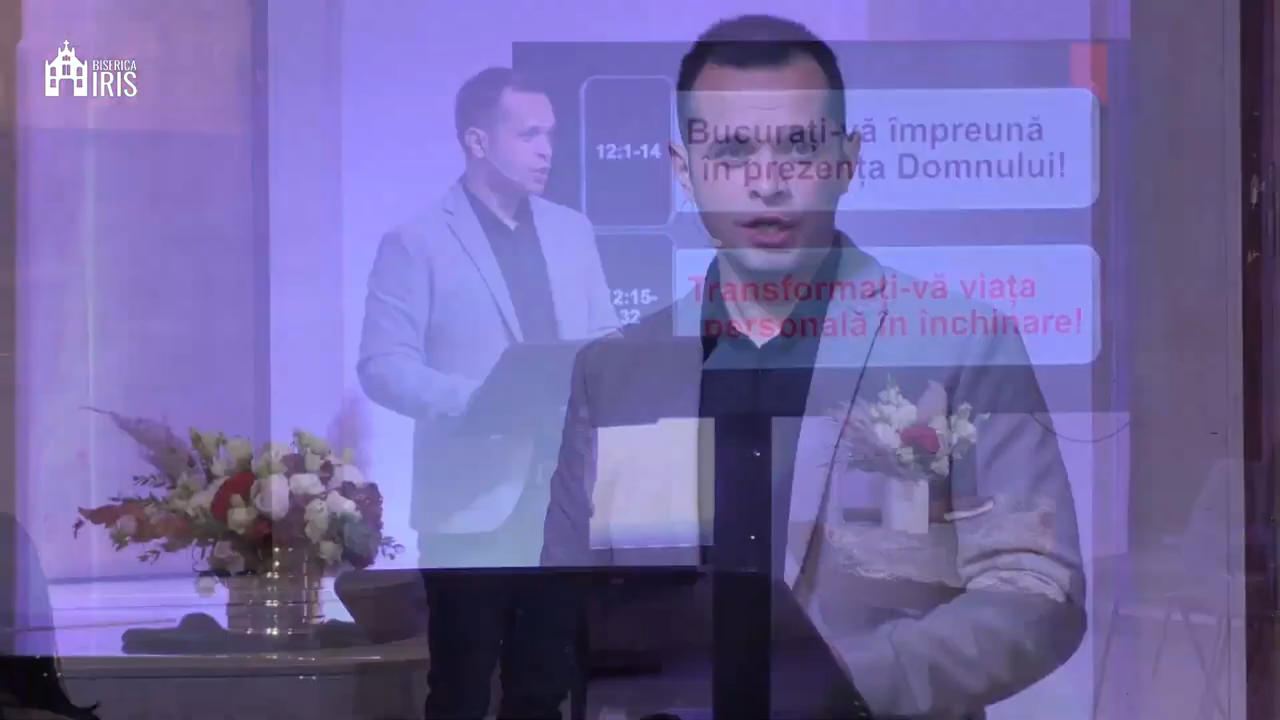 BISERICA
IRIS
12:1-14
Bucurați-vă împreună
în prezența Domnului!
2:15-
32
Transformați-vă viața
personală în închinare!